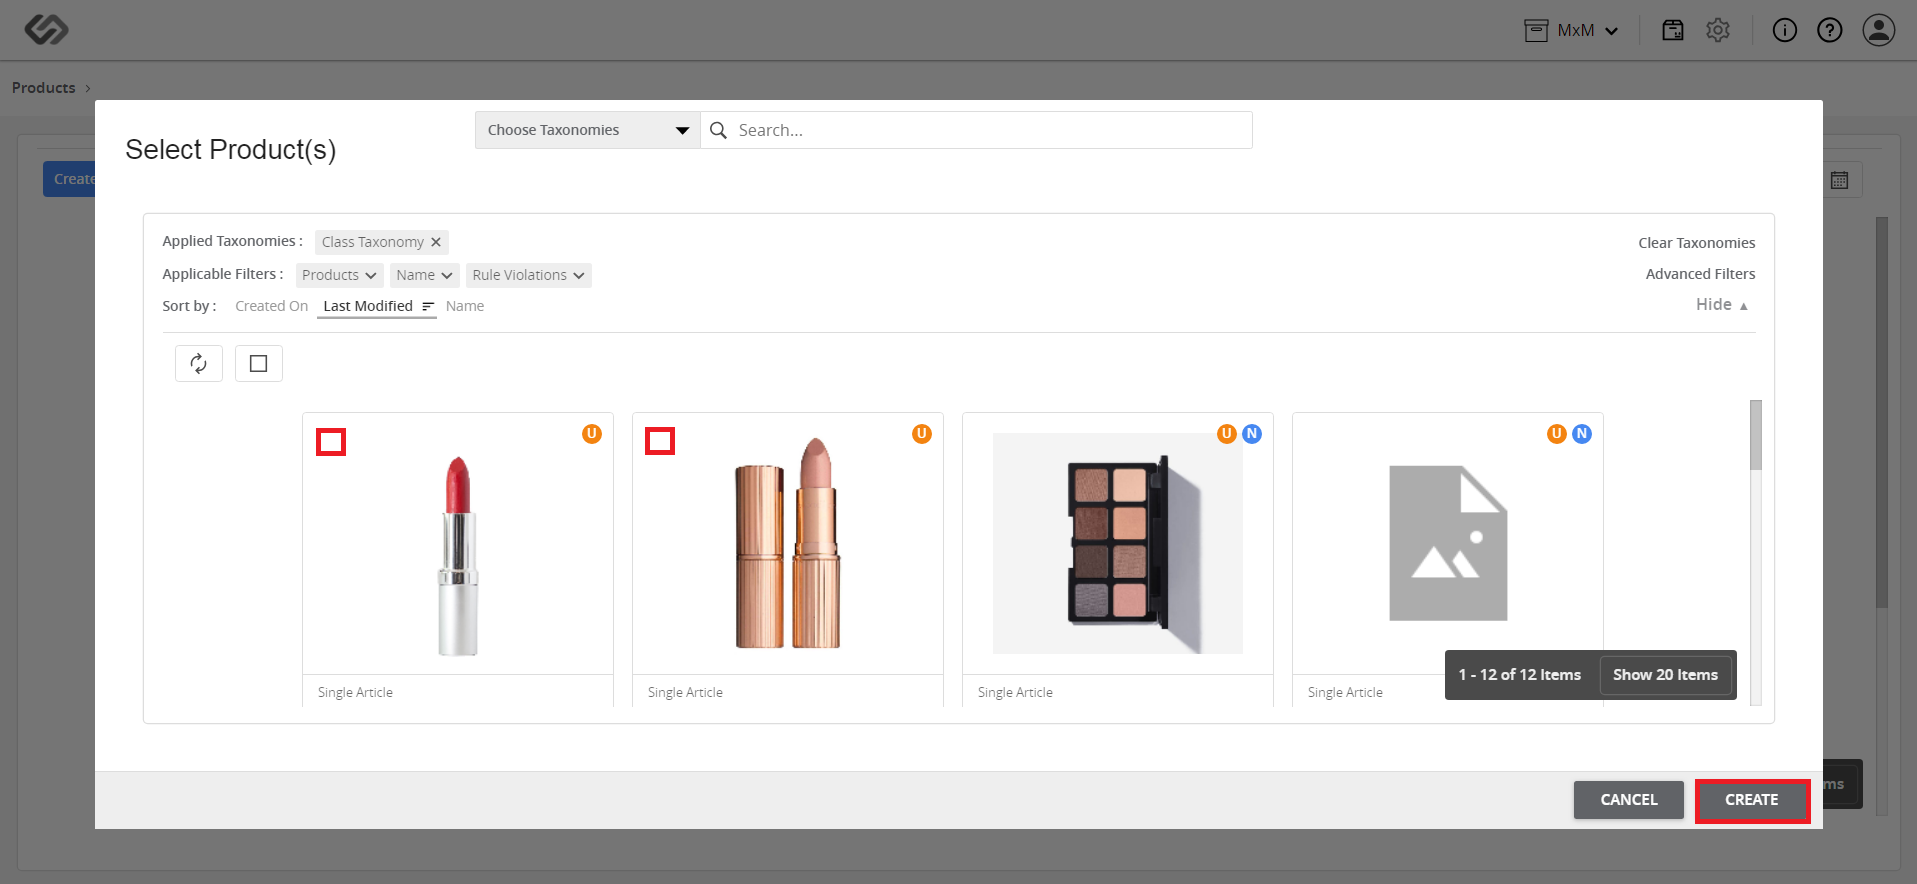 MxM
Products ›
Choose Taxonomies
Search...
Select Product(s)
Create
Applied Taxonomies :
Class Taxonomy ✕
Clear Taxonomies
Applicable Filters :
Products
Name
Rule Violations
Advanced Filters
Sort by :
Created On
Last Modified
Name
Hide ▲
U
U
U N
U N
Single Article
Single Article
Single Article
Single Article
1 - 12 of 12 Items
Show 20 Items
CANCEL
CREATE
ms